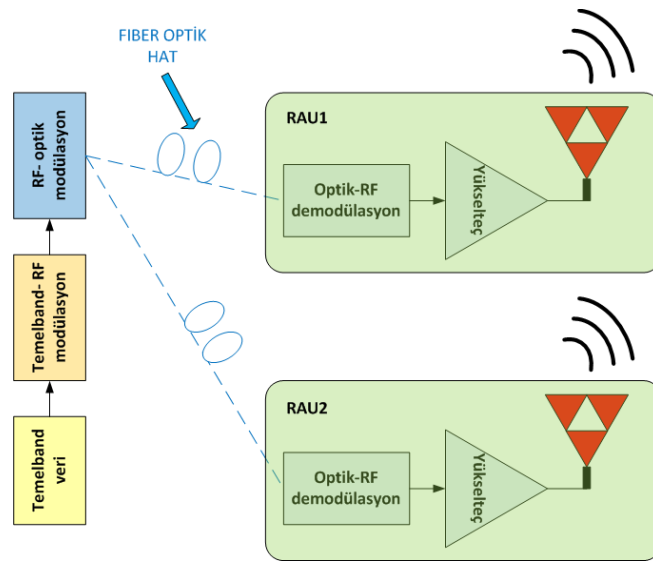 FIBER OPTİK
HAT
RF- optik
modülasyon
Temelband- RF
modülasyon
Temelband
veri
RAU1
Optik-RF
demodülasyon
Yükselteç
RAU2
Optik-RF
demodülasyon
Yükselteç